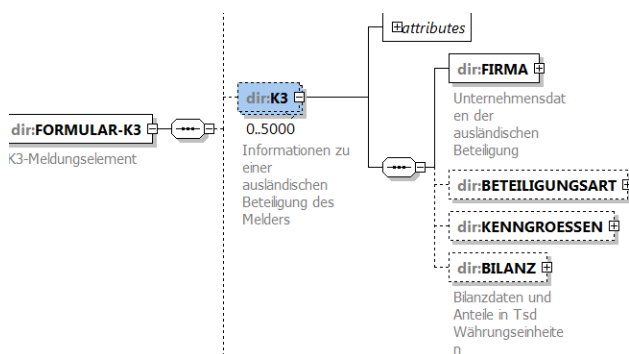 attributes
dir:FIRMA
Unternehmensdat
en der
ausländischen
Beteiligung
dir:K3
0..5000
Informationen zu
einer
ausländischen
Beteiligung des
Melders
dir:FORMULAR-K3
K3-Meldungselement
dir:BETEILIGUNGSART
dir:KENNGROESSEN
dir:BILANZ
Bilanzdaten und
Anteile in Tsd
Währungseinheite
n